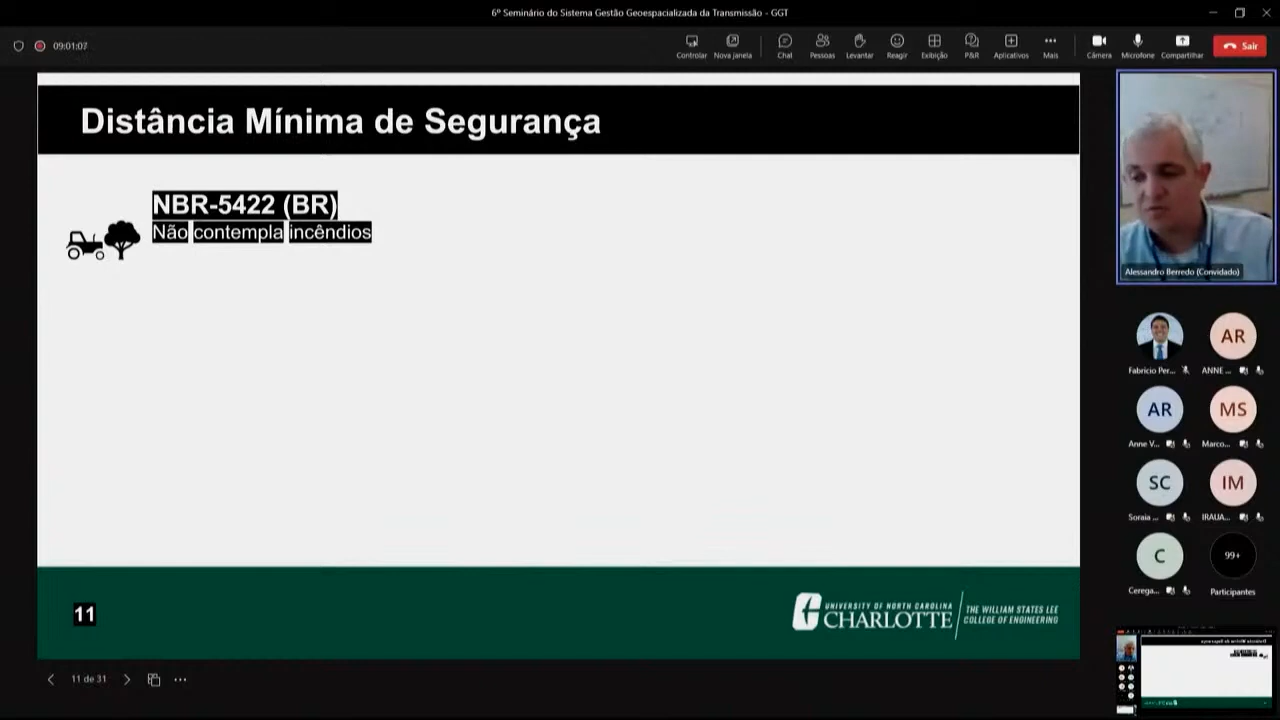 6º Seminário do Sistema Gestão Geoespacializada da Transmissão - GGT
09:01:07
Controlar
Nova janela
Chat
Pessoas
Levantar
Reagir
Exibição
P&R
Aplicativos
Mais
Câmera
Microfone
Compartilhar
Sair
Distância Mínima de Segurança
NBR-5422 (BR)
Não contempla incêndios
11
UNIVERSITY OF NORTH CAROLINA
CHARLOTTE
THE WILLIAM STATES LEE
COLLEGE OF ENGINEERING
11 de 31
Alessandro Berredo (Convidado)
Fabrício Per...
AR
ANNE ...
AR
Anne V...
MS
Marco...
SC
Soraia ...
IM
IRAUA...
C
Cerega...
99+
Participantes